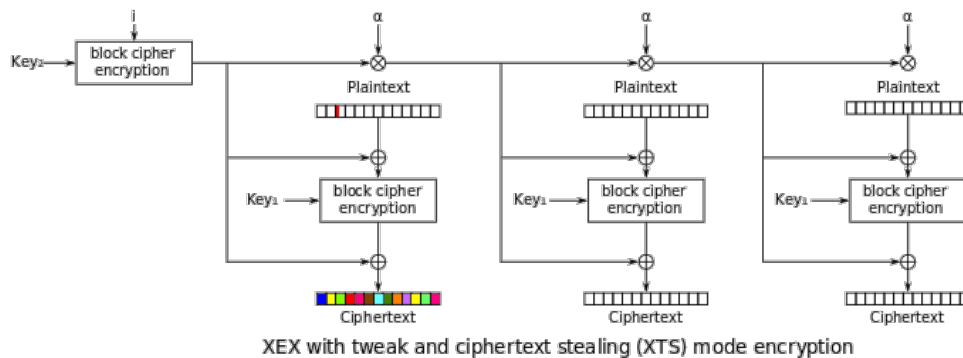 i
α
α
α
Key₂
block cipher
encryption
Plaintext
Plaintext
Plaintext
Key₁
block cipher
encryption
Key₁
block cipher
encryption
Key₁
block cipher
encryption
Ciphertext
Ciphertext
Ciphertext
XEX with tweak and ciphertext stealing (XTS) mode encryption